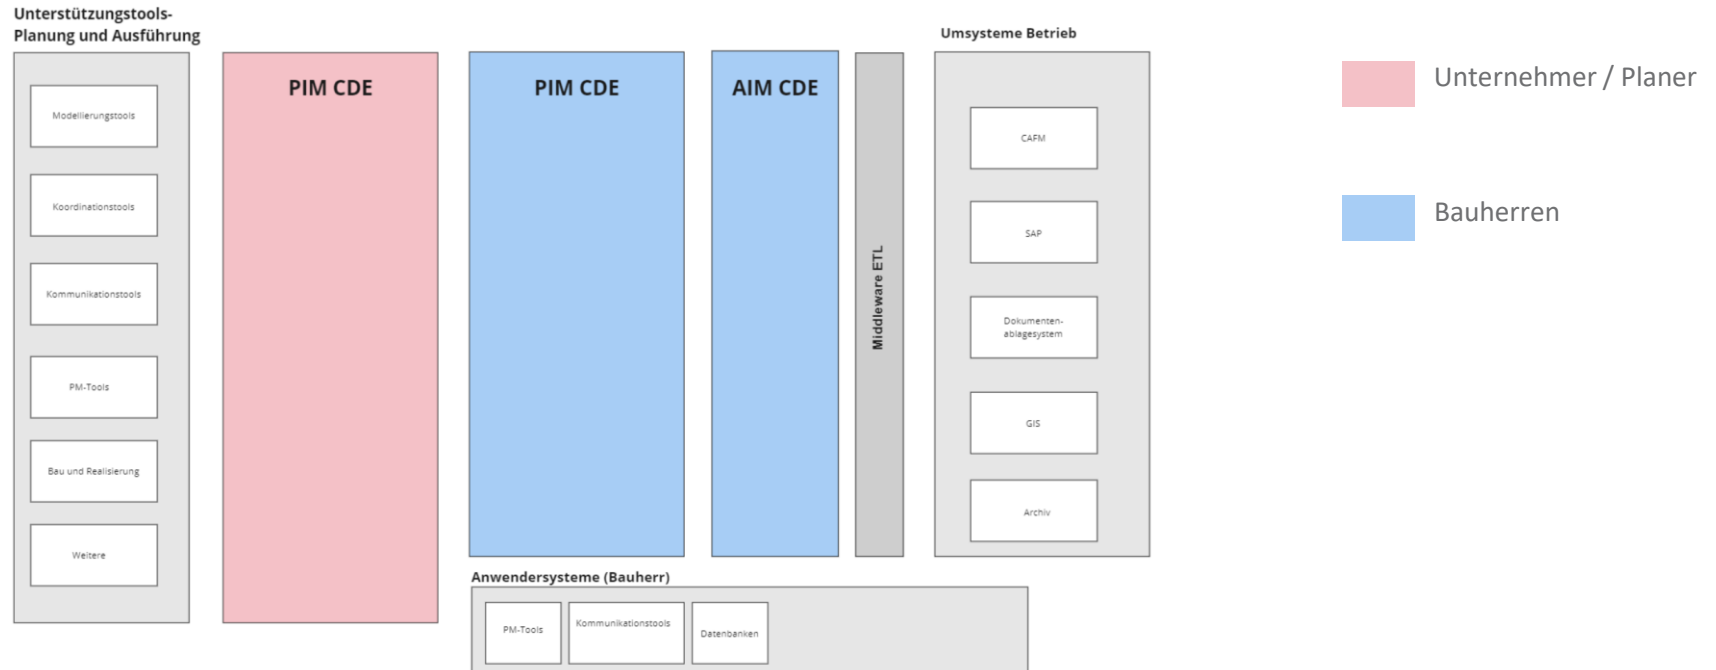 Unterstützungstools-
Planung und Ausführung
Modellierungstools
Koordinationstools
Kommunikationstools
PM-Tools
Bau und Realisierung
Weitere
PIM CDE
PIM CDE
AIM CDE
Middleware ETL
Umsysteme Betrieb
CAFM
SAP
Dokumenten-
ablagesystem
GIS
Archiv
Anwendersysteme (Bauherr)
PM-Tools
Kommunikationstools
Datenbanken
Unternehmer / Planer
Bauherren